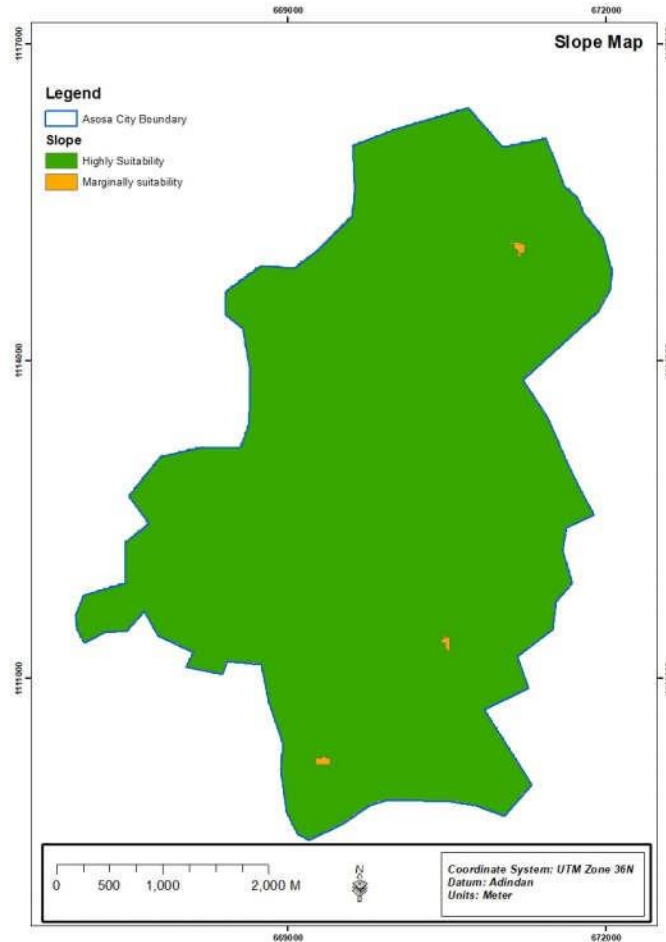 669000
672000
1117000
Slope Map
Legend
Asosa City Boundary
Slope
Highly Suitability
Marginally suitability
1114000
1111000
0 500 1,000 2,000 M
N
Coordinate System: UTM Zone 36N
Datum: Adindan
Units: Meter
669000
672000